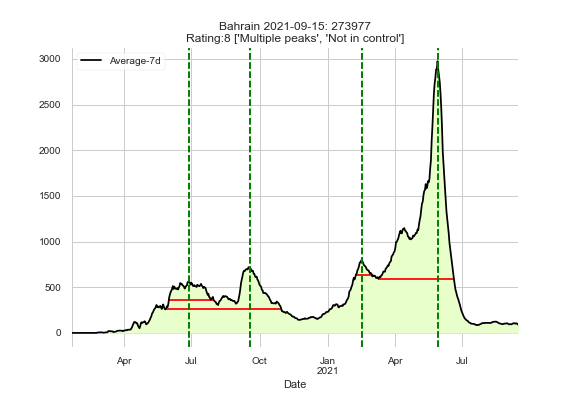 Bahrain 2021-09-15: 273977
Rating:8 ['Multiple peaks', 'Not in control']
Average-7d
3000
2500
2000
1500
1000
500
0
Apr Jul Oct Jan Apr Jul
2021
Date